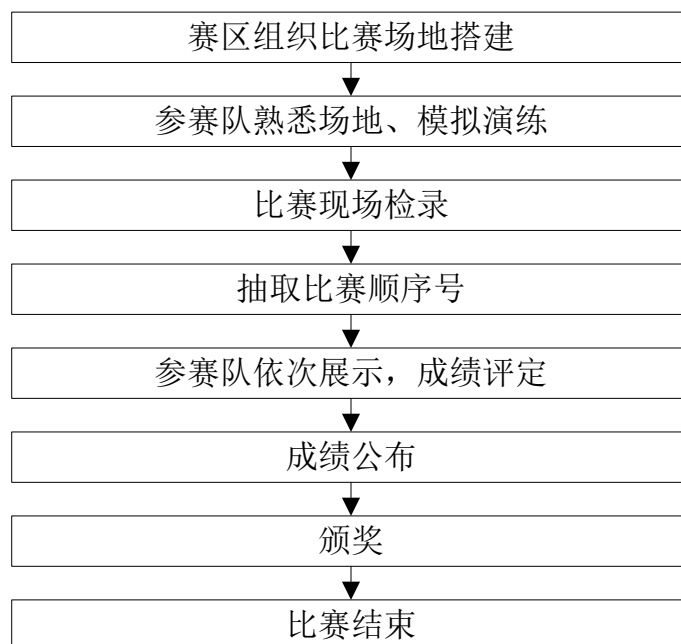 赛区组织比赛场地搭建
参赛队熟悉场地、模拟演练
比赛现场检录
抽取比赛顺序号
参赛队依次展示，成绩评定
成绩公布
颁奖
比赛结束